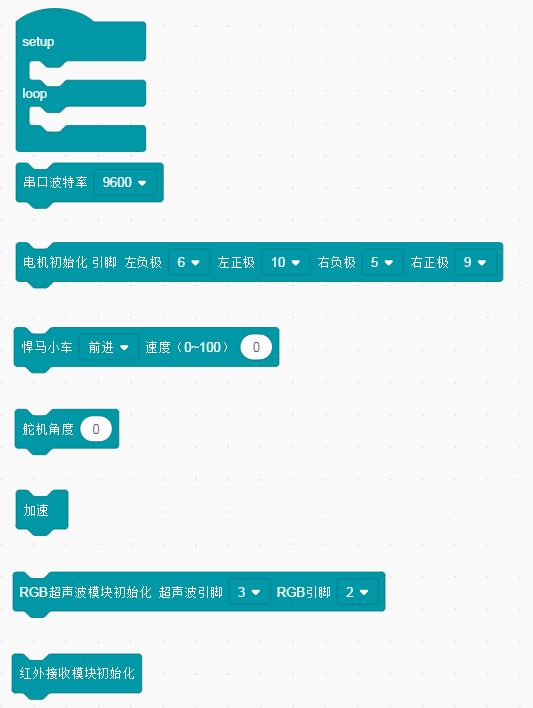 setup
loop
串口波特率 9600
电机初始化 引脚 左负极 6 左正极 10 右负极 5 右正极 9
悍马小车 前进 速度（0~100） 0
舵机角度 0
加速
RGB超声波模块初始化 超声波引脚 3 RGB引脚 2
红外接收模块初始化